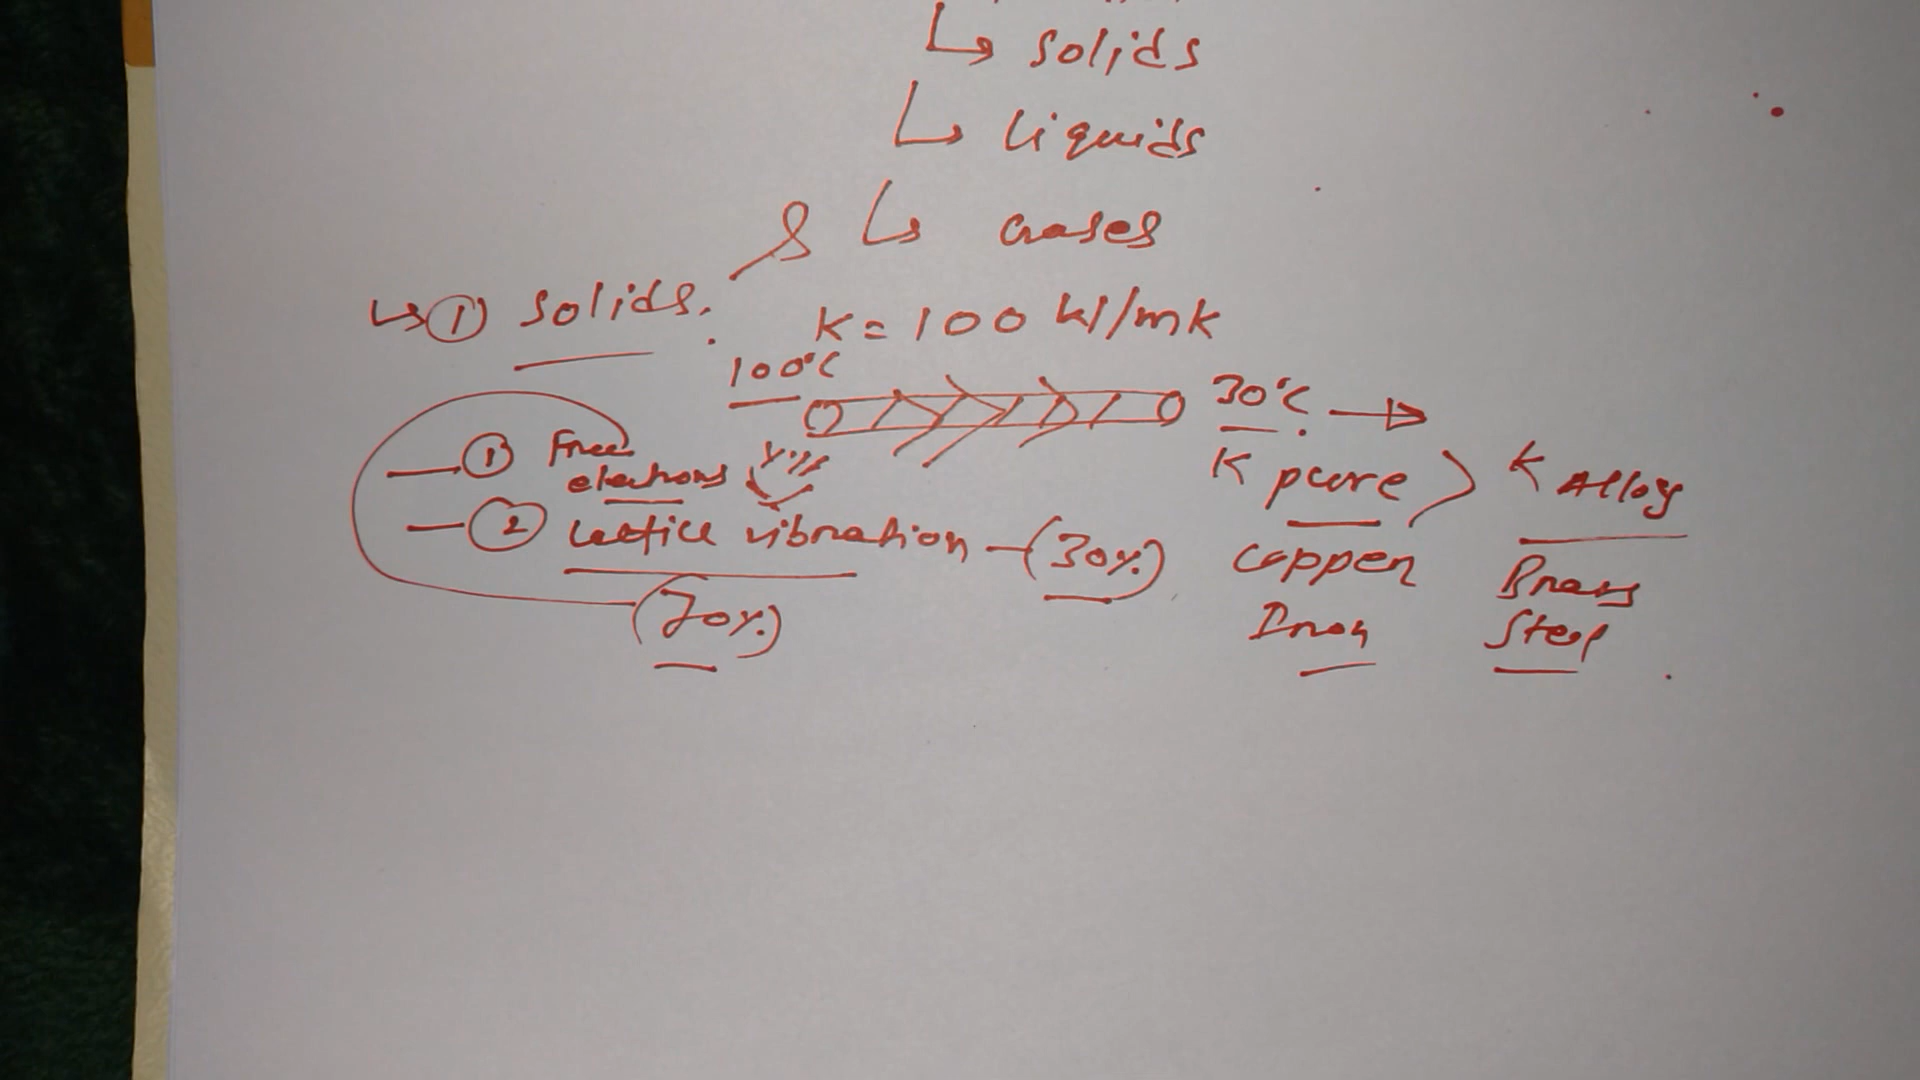 ↳ solids
↳ liquids
& ↳ Gases
↳ ① solids.
K = 100 W/mK
100°C
30°C
① Free electrons
② Lattice vibration - (30%)
(70%)
K pure > K Alloy
Copper Brass
Iron Steel